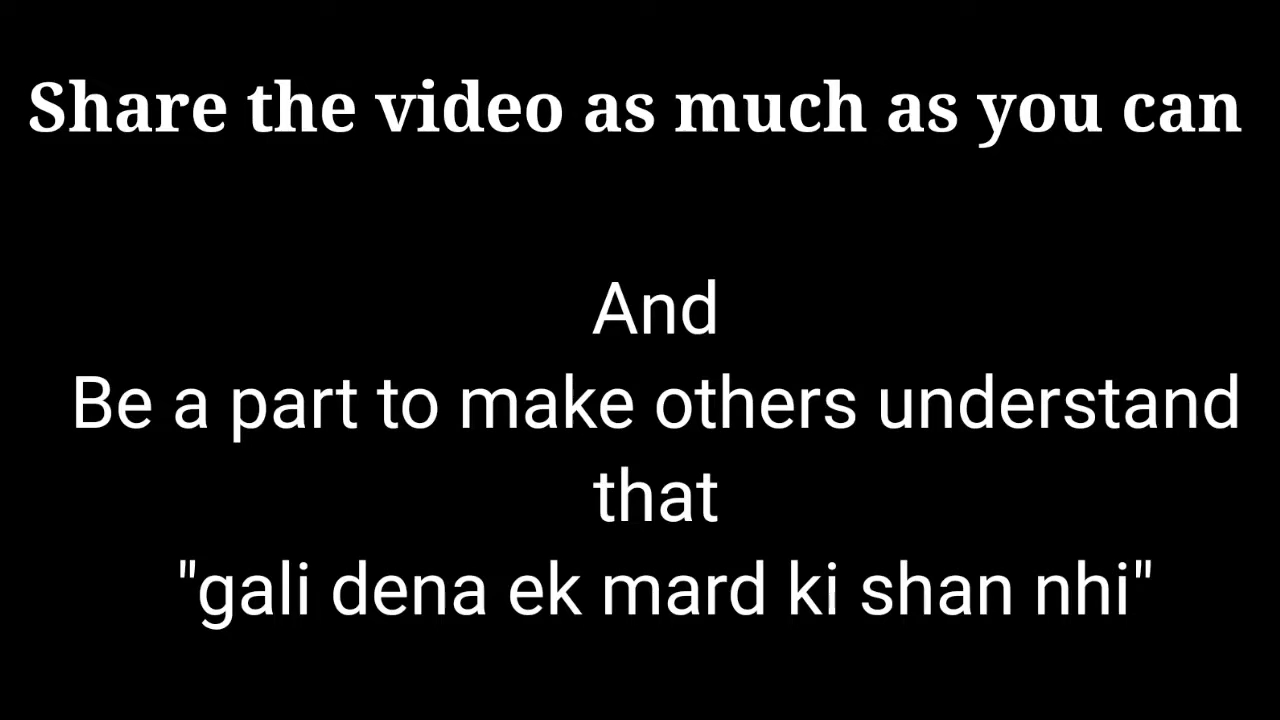 Share the video as much as you can
And
Be a part to make others understand
that
"gali dena ek mard ki shan nhi"